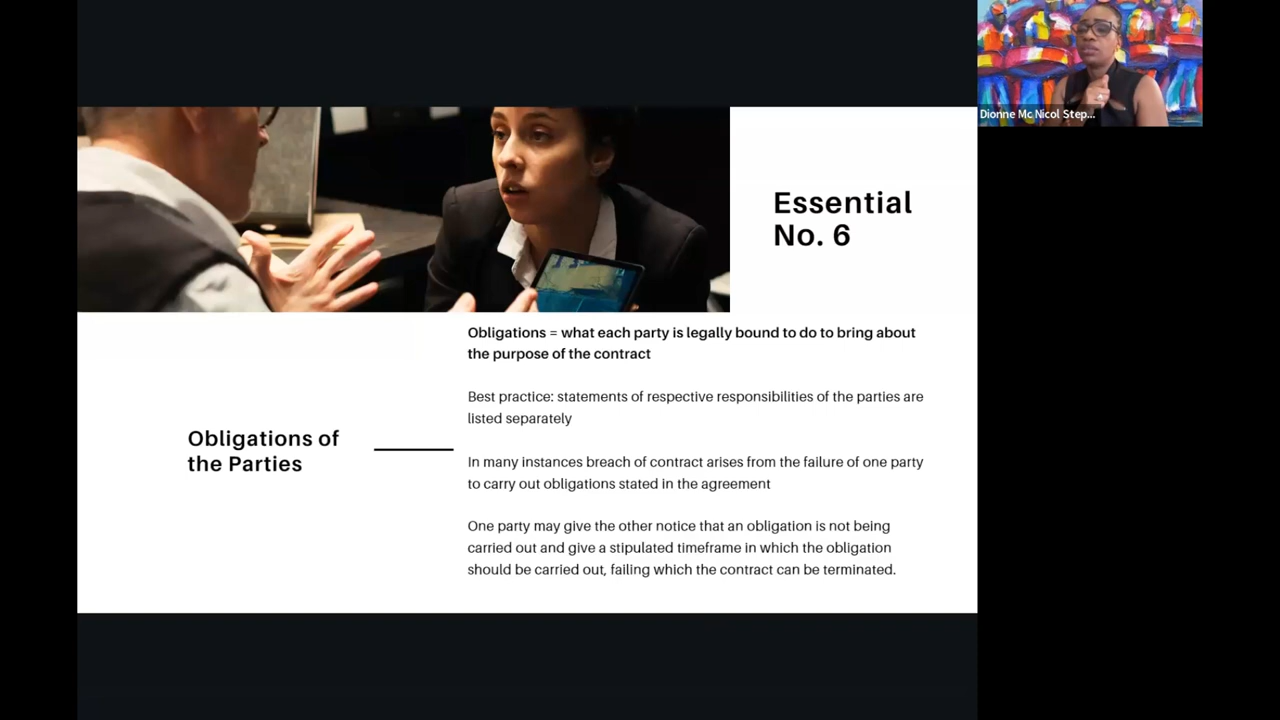 Dionne Mc Nicol Step...
Essential
No. 6
Obligations of
the Parties
Obligations = what each party is legally bound to do to bring about
the purpose of the contract
Best practice: statements of respective responsibilities of the parties are
listed separately
In many instances breach of contract arises from the failure of one party
to carry out obligations stated in the agreement
One party may give the other notice that an obligation is not being
carried out and give a stipulated timeframe in which the obligation
should be carried out, failing which the contract can be terminated.